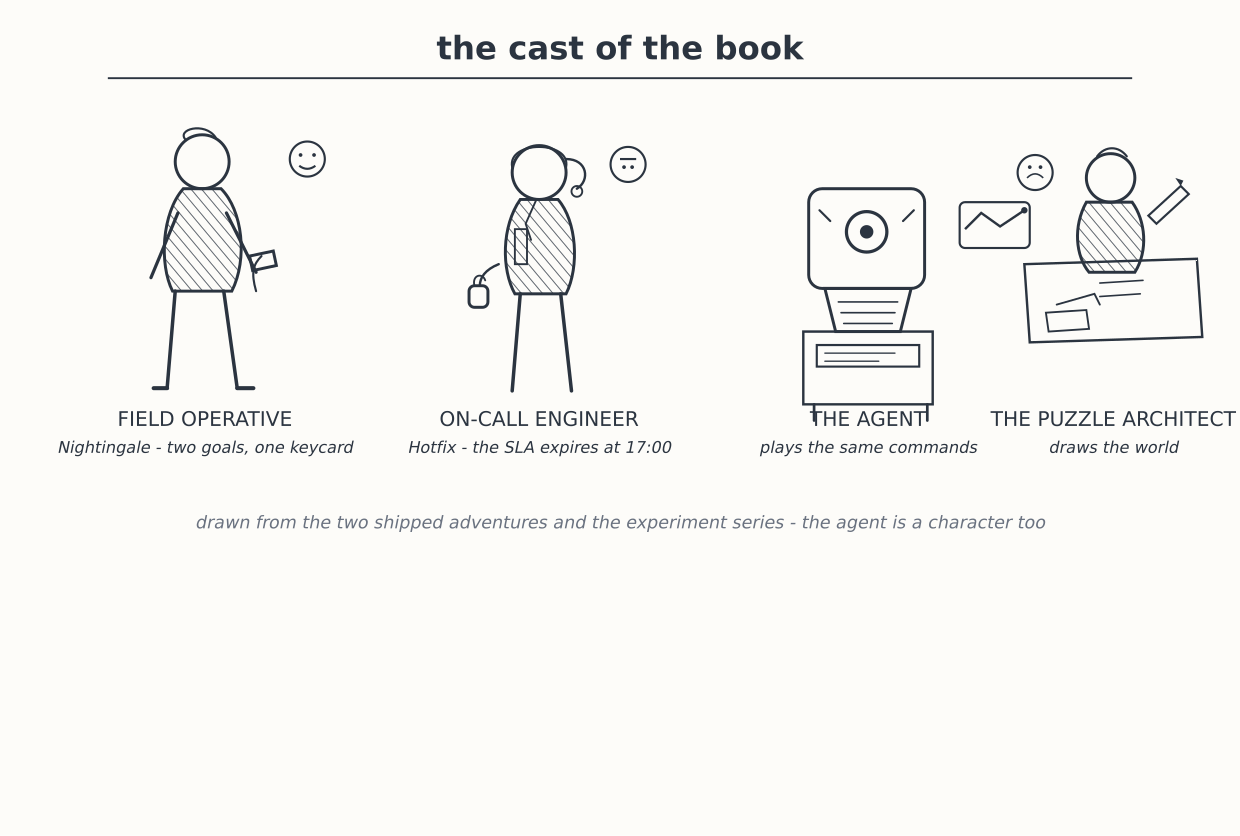 the cast of the book
FIELD OPERATIVE
Nightingale - two goals, one keycard
ON-CALL ENGINEER
Hotfix - the SLA expires at 17:00
THE AGENT
plays the same commands
THE PUZZLE ARCHITECT
draws the world
drawn from the two shipped adventures and the experiment series - the agent is a character too